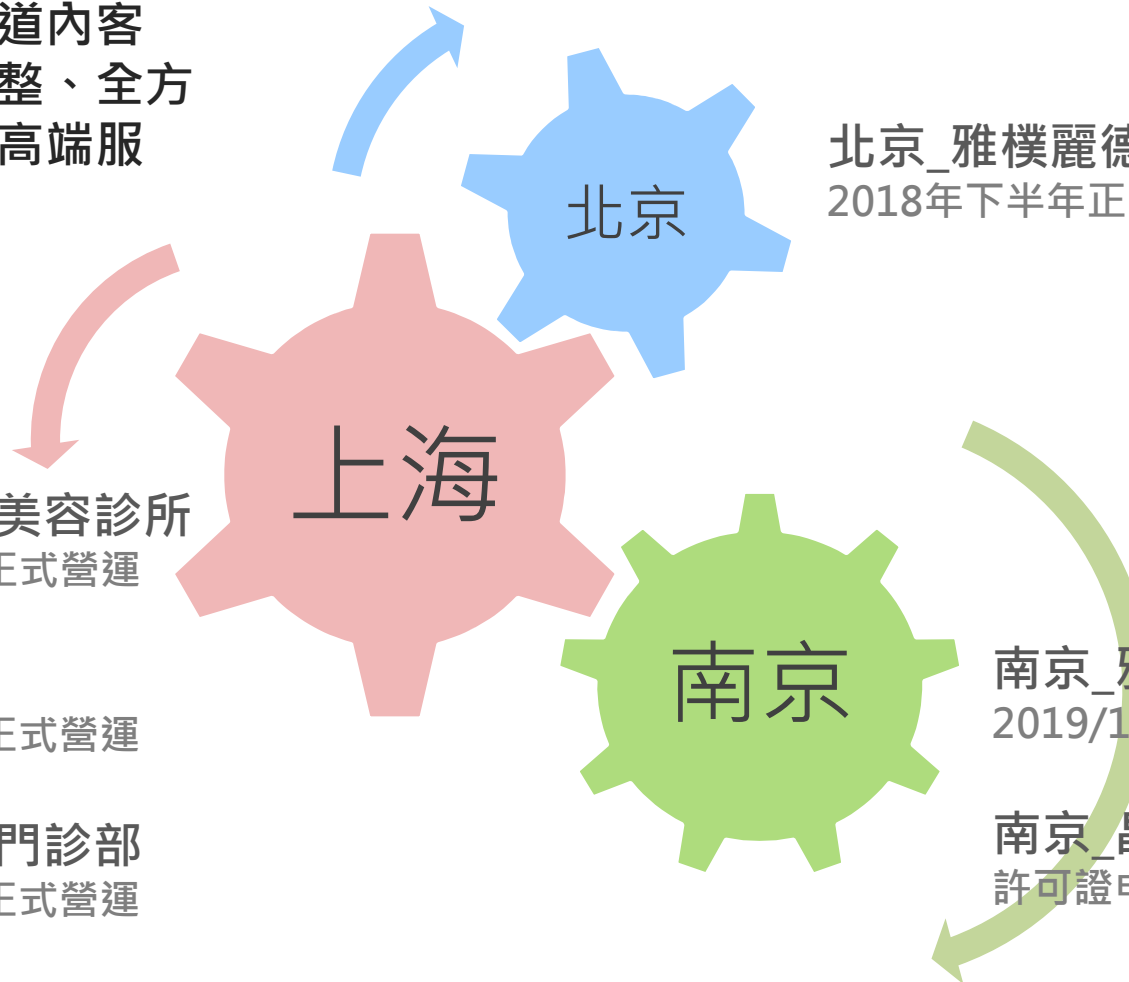 道內客
整、全方
高端服
北京
北京_雅樸麗德
2018年下半年正
上海
美容診所
正式營運
正式營運
門診部
正式營運
南京
南京_雅
2019/1
南京_晶
許可證申